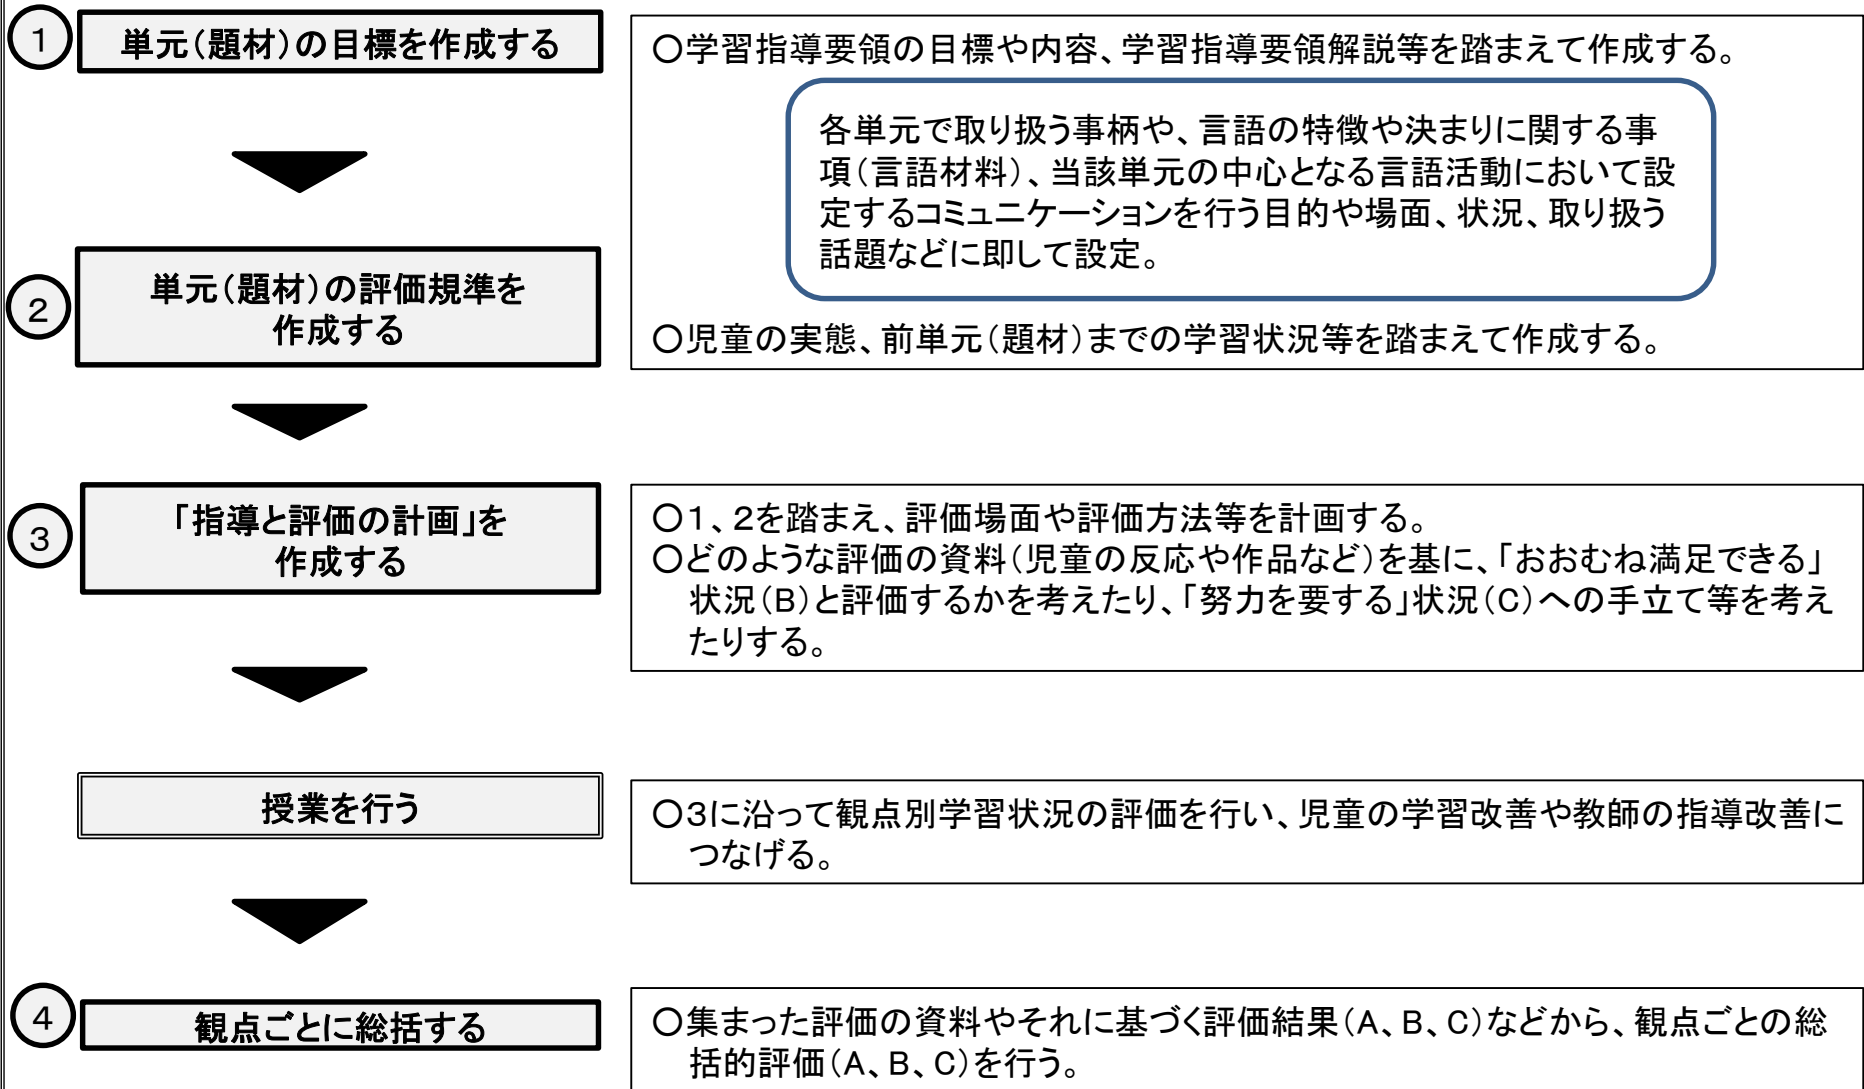 1
単元(題材)の目標を作成する
○学習指導要領の目標や内容、学習指導要領解説等を踏まえて作成する。
各単元で取り扱う事柄や、言語の特徴や決まりに関する事
項(言語材料)、当該単元の中心となる言語活動において設
定するコミュニケーションを行う目的や場面、状況、取り扱う
話題などに即して設定。
○児童の実態、前単元(題材)までの学習状況等を踏まえて作成する。
2
単元(題材)の評価規準を
作成する
3
「指導と評価の計画」を
作成する
○1、2を踏まえ、評価場面や評価方法等を計画する。
○どのような評価の資料(児童の反応や作品など)を基に、「おおむね満足できる」
状況(B)と評価するかを考えたり、「努力を要する」状況(C)への手立て等を考え
たりする。
授業を行う
○3に沿って観点別学習状況の評価を行い、児童の学習改善や教師の指導改善に
つなげる。
4
観点ごとに総括する
○集まった評価の資料やそれに基づく評価結果(A、B、C)などから、観点ごとの総
括的評価(A、B、C)を行う。